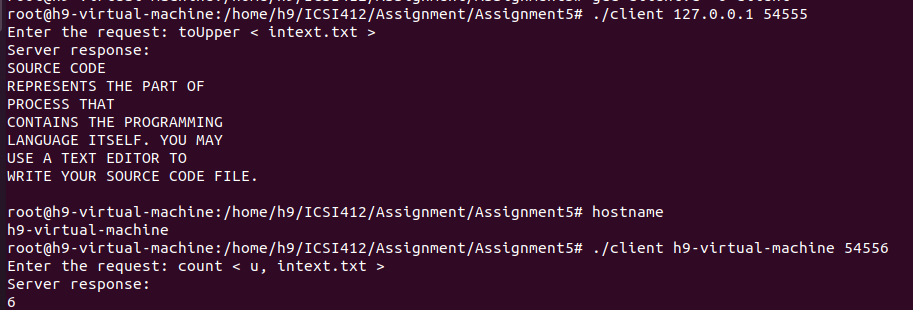 root@h9-virtual-machine:/home/h9/ICSI412/Assignment/Assignment5# ./client 127.0.0.1 54555
Enter the request: toUpper < intext.txt >
Server response:
SOURCE CODE
REPRESENTS THE PART OF
PROCESS THAT
CONTAINS THE PROGRAMMING
LANGUAGE ITSELF. YOU MAY
USE A TEXT EDITOR TO
WRITE YOUR SOURCE CODE FILE.
root@h9-virtual-machine:/home/h9/ICSI412/Assignment/Assignment5# hostname
h9-virtual-machine
root@h9-virtual-machine:/home/h9/ICSI412/Assignment/Assignment5# ./client h9-virtual-machine 54556
Enter the request: count < u, intext.txt >
Server response:
6